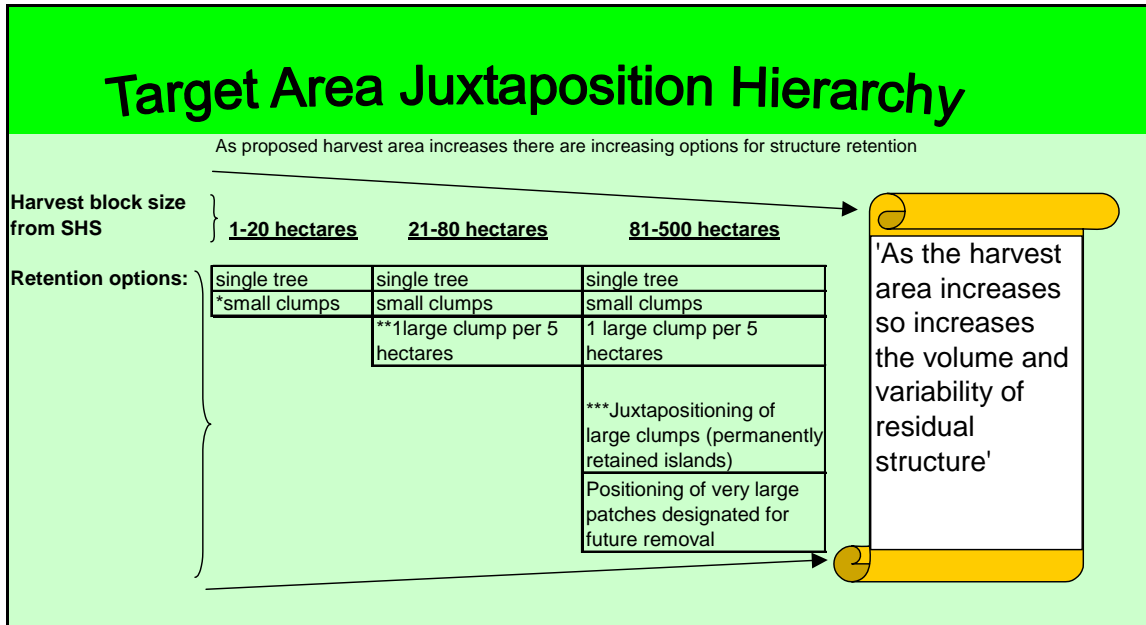 Target Area Juxtaposition Hierarchy
As proposed harvest area increases there are increasing options for structure retention
Harvest block size
from SHS
1-20 hectares
21-80 hectares
81-500 hectares
Retention options:
single tree
single tree
single tree
*small clumps
small clumps
small clumps
**1large clump per 5
hectares
1 large clump per 5
hectares
***Juxtapositioning of
large clumps (permanently
retained islands)
Positioning of very large
patches designated for
future removal
'As the harvest
area increases
so increases
the volume and
variability of
residual
structure'